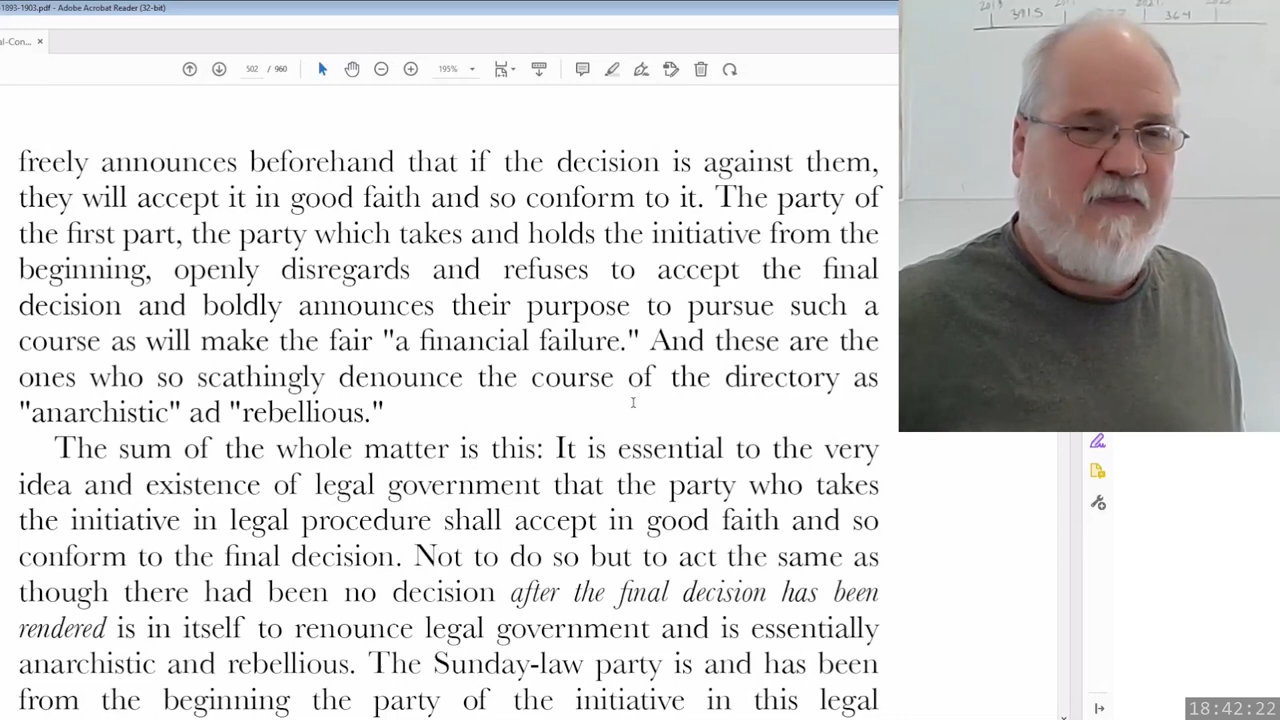 -1893-1903.pdf - Adobe Acrobat Reader (32-bit)
al-Con... ×
502 / 960
195%
freely announces beforehand that if the decision is against them,
they will accept it in good faith and so conform to it. The party of
the first part, the party which takes and holds the initiative from the
beginning, openly disregards and refuses to accept the final
decision and boldly announces their purpose to pursue such a
course as will make the fair "a financial failure." And these are the
ones who so scathingly denounce the course of the directory as
"anarchistic" ad "rebellious."
The sum of the whole matter is this: It is essential to the very
idea and existence of legal government that the party who takes
the initiative in legal procedure shall accept in good faith and so
conform to the final decision. Not to do so but to act the same as
though there had been no decision after the final decision has been
rendered is in itself to renounce legal government and is essentially
anarchistic and rebellious. The Sunday-law party is and has been
from the beginning the party of the initiative in this legal
391.5
364
18:42:22